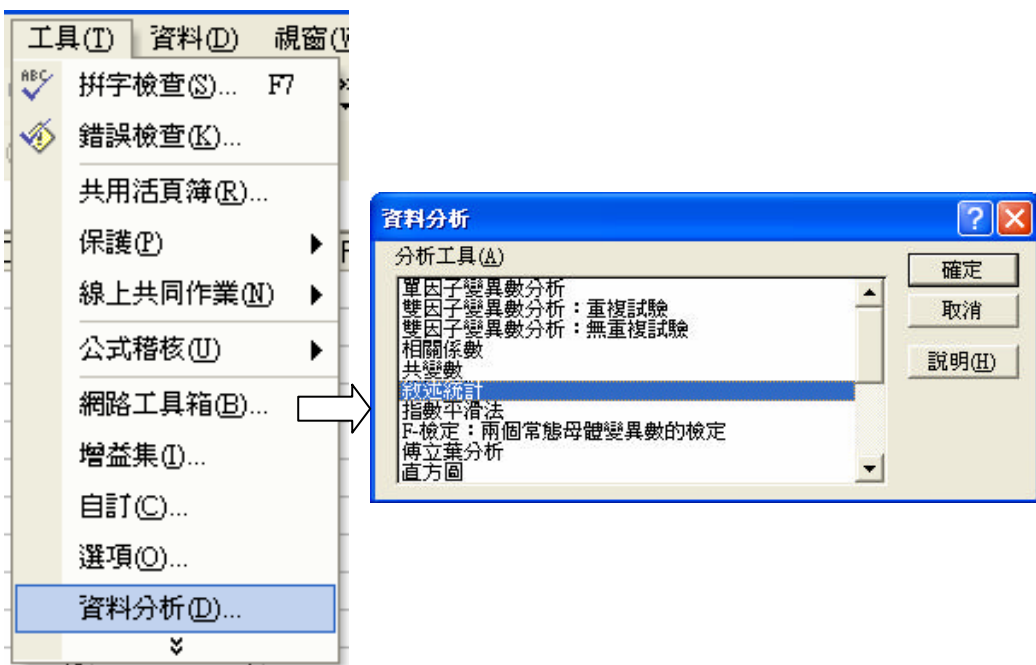 工具(T) 資料(D) 視窗(
拼字檢查(S)... F7
錯誤檢查(K)...
共用活頁簿(R)...
保護(P)
線上共同作業(N)
公式稽核(U)
網路工具箱(B)...
增益集(I)...
自訂(C)...
選項(O)...
資料分析(D)...
資料分析
分析工具(A)
單因子變異數分析
雙因子變異數分析：重複試驗
雙因子變異數分析：無重複試驗
相關係數
共變數
敘述統計
指數平滑法
F-檢定：兩個常態母體變異數的檢定
傅立葉分析
直方圖
確定
取消
說明(H)